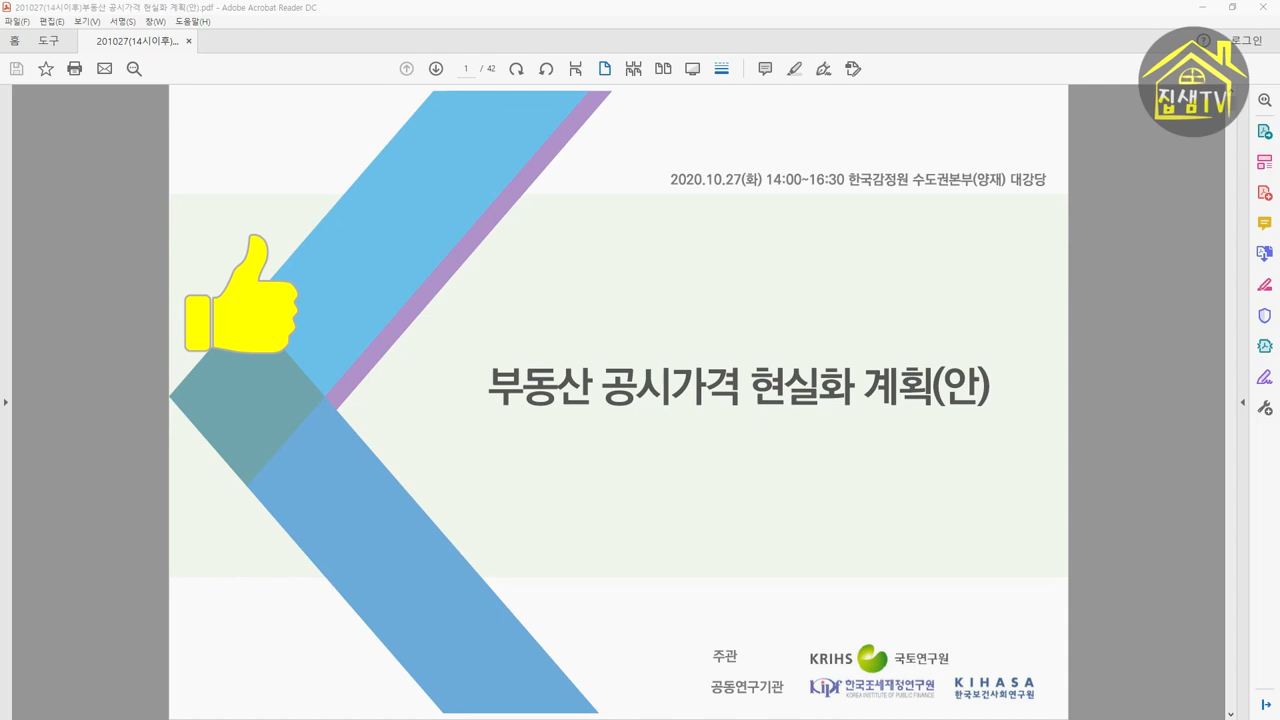 201027(14시이후)부동산 공시가격 현실화 계획(안).pdf - Adobe Acrobat Reader DC
파일(F) 편집(E) 보기(V) 서명(S) 창(W) 도움말(H)
홈 도구 201027(14시이후)... × 로그인
1 / 42
집샘TV
2020.10.27(화) 14:00~16:30 한국감정원 수도권본부(양재) 대강당
부동산 공시가격 현실화 계획(안)
주관 KRIHS 국토연구원
공동연구기관 Kipf 한국조세재정연구원 KIHASA
KOREA INSTITUTE OF PUBLIC FINANCE 한국보건사회연구원